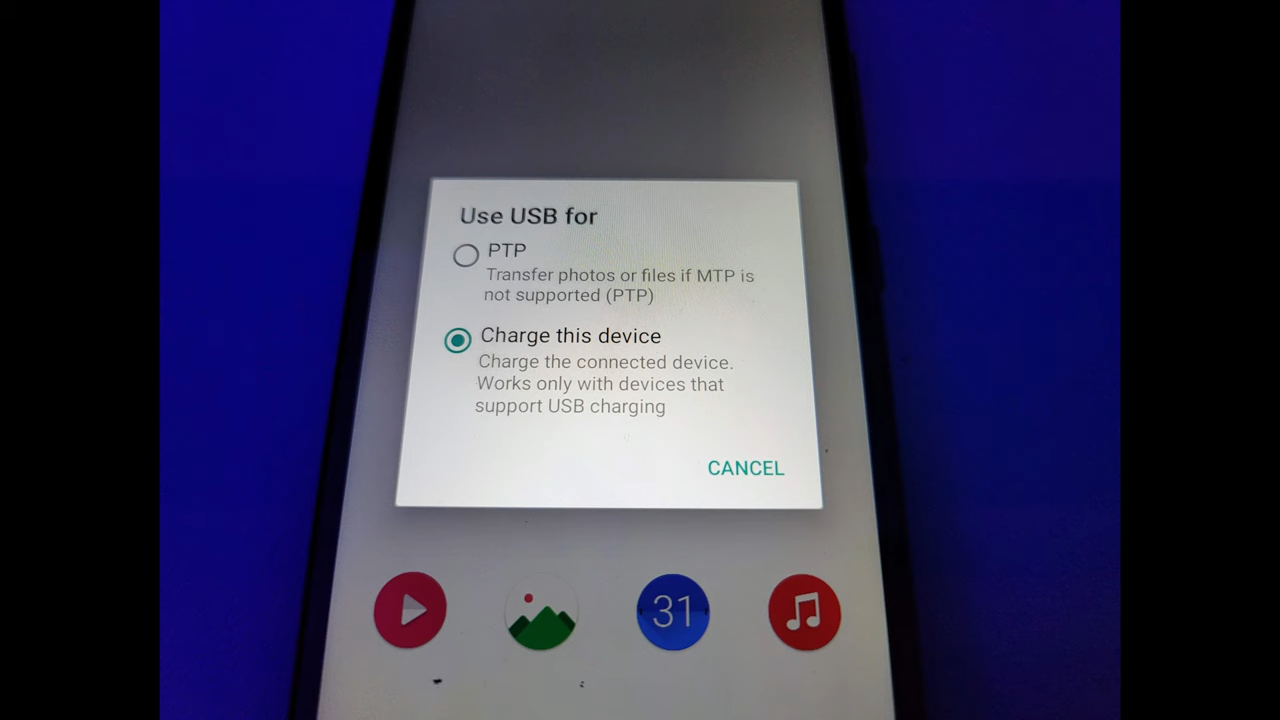 Use USB for
PTP
Transfer photos or files if MTP is
not supported (PTP)
Charge this device
Charge the connected device.
Works only with devices that
support USB charging
CANCEL
31